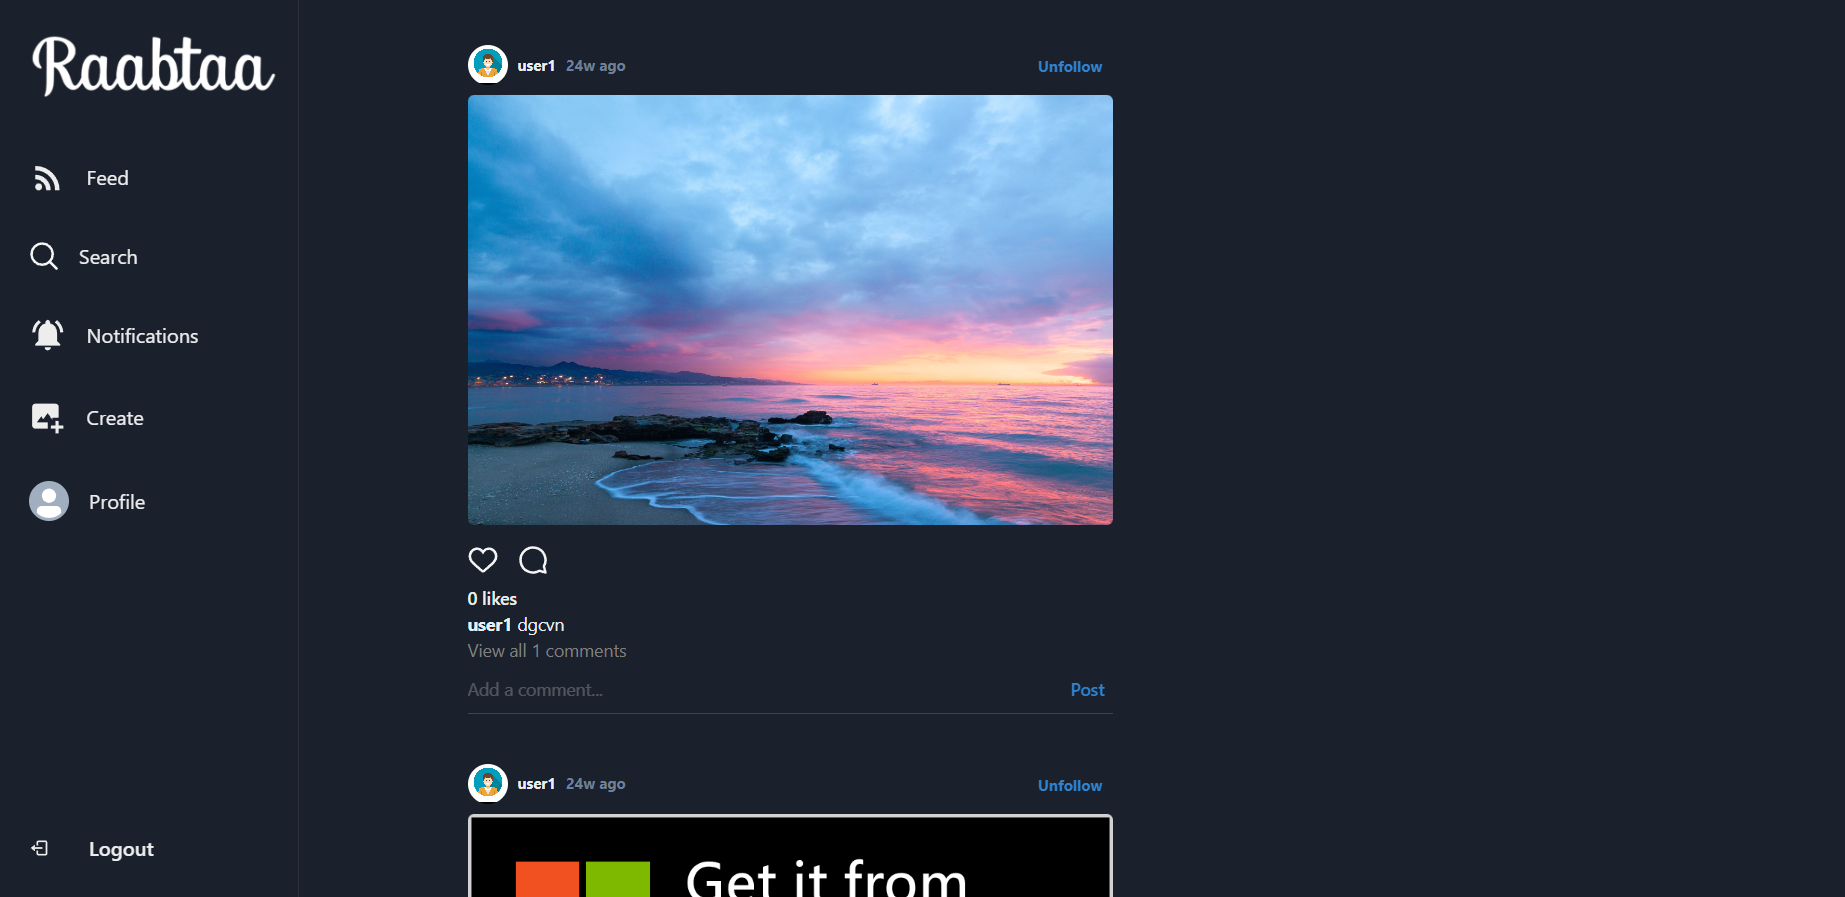 Raabtaa
Feed
Search
Notifications
Create
Profile
Logout
user1 24w ago Unfollow
0 likes
user1 dgcvn
View all 1 comments
Add a comment... Post
user1 24w ago Unfollow
Get it from